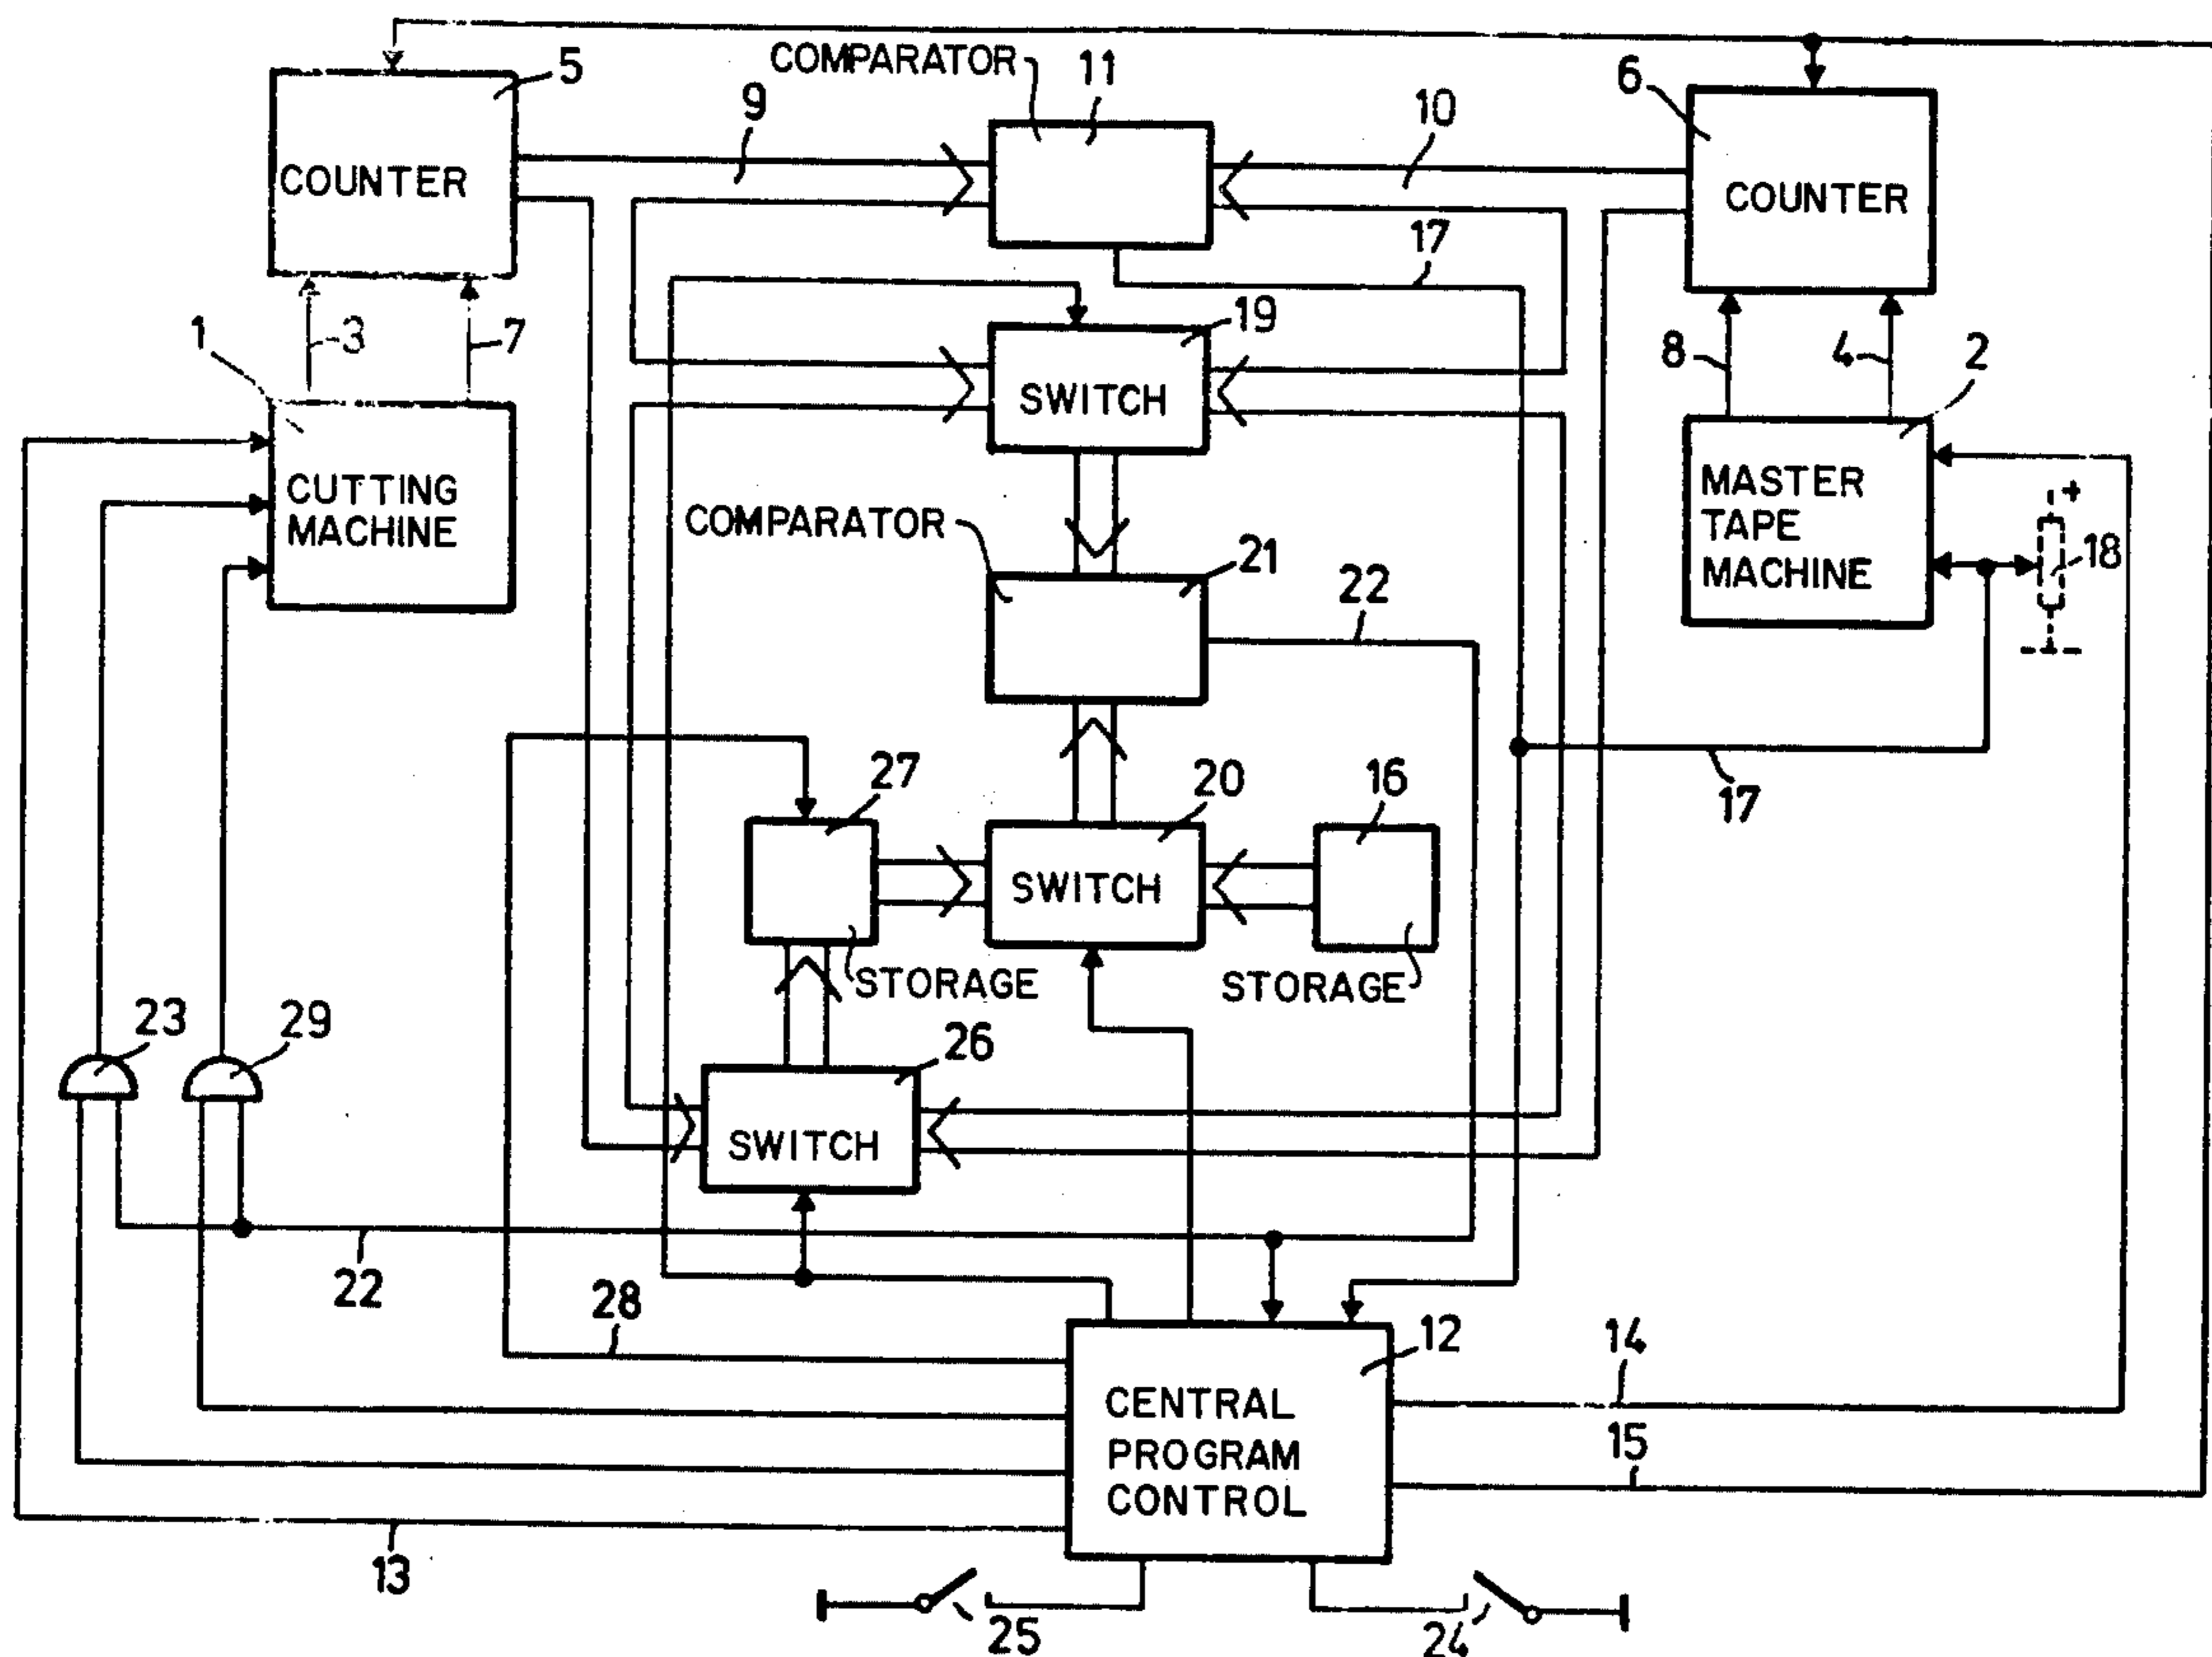 COMPARATOR
5
11
6
9
10
COUNTER
COUNTER
17
3
7
19
1
8
4
2
SWITCH
CUTTING
MACHINE
MASTER
TAPE
MACHINE
+
18
COMPARATOR
21
22
27
20
16
17
SWITCH
STORAGE
STORAGE
23
29
26
SWITCH
22
28
12
14
CENTRAL
PROGRAM
CONTROL
15
13
25
24